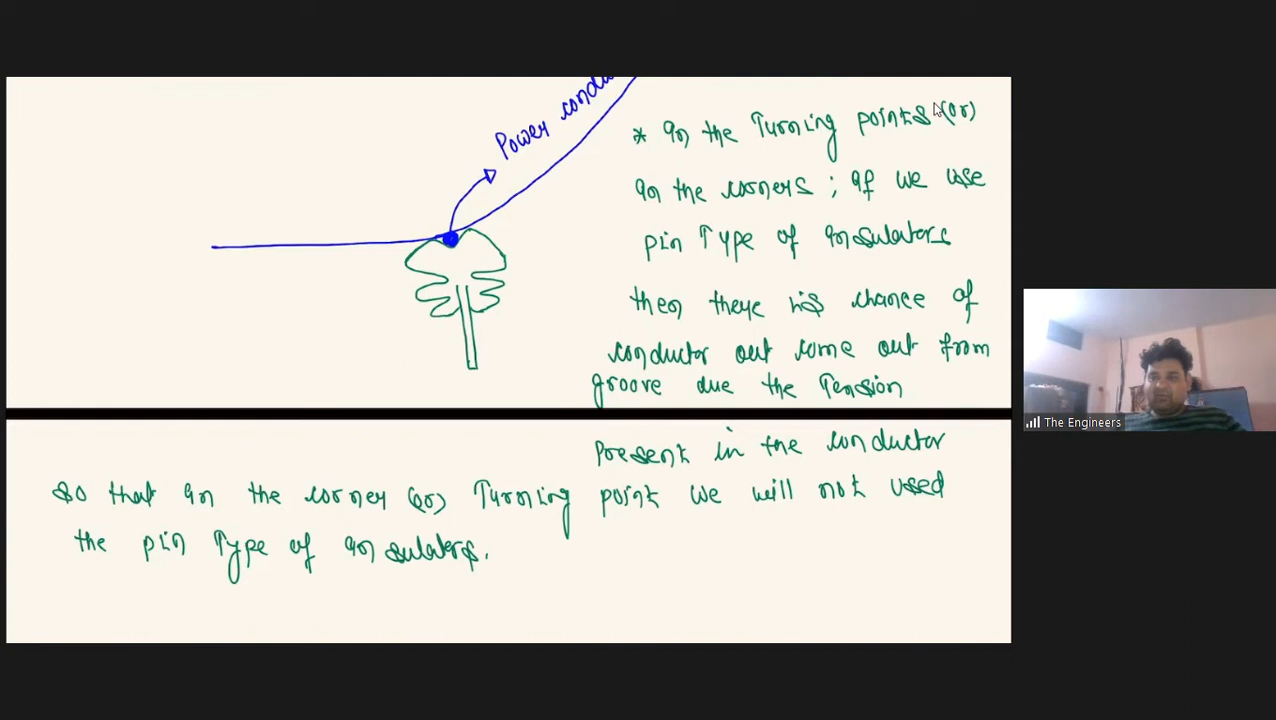 Power condu
* In the Turning points (or)
In the corners ; If we use
pin Type of Insulators
then there his chance of
conductor out come out from
groove due the Tension
Present in the conductor
so that In the corner (or) Turning point we will not used
the pin Type of Insulators.
The Engineers